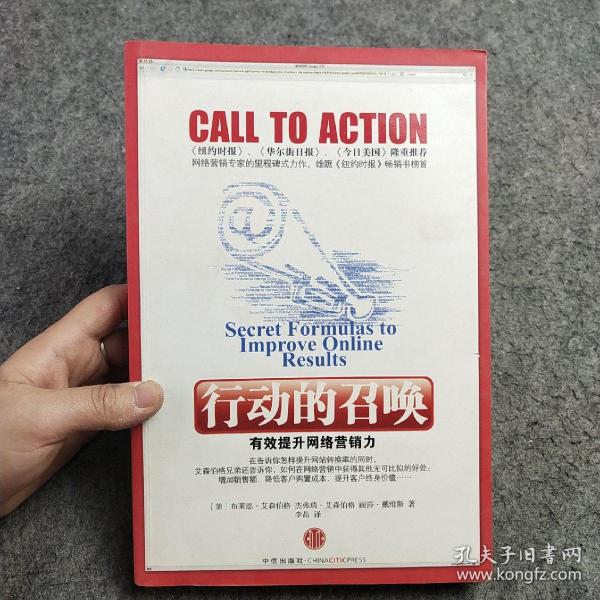 CALL TO ACTION
《纽约时报》、《华尔街日报》、《今日美国》隆重推荐
网络营销专家的里程碑式力作，雄踞《纽约时报》畅销书榜首
Secret Formulas to
Improve Online
Results
行动的召唤
有效提升网络营销力
在告诉你怎样提升网站转换率的同时，
艾森伯格兄弟还告诉你，如何在网络营销中获得其他无可比拟的好处：
增加销售额、降低客户购置成本、提升客户终身价值……
［美］布莱恩·艾森伯格 杰弗瑞·艾森伯格 丽莎·戴维斯 著
李晶 译
中信出版社·CHINACITICPRESS
孔夫子旧书网
www.kongfz.com